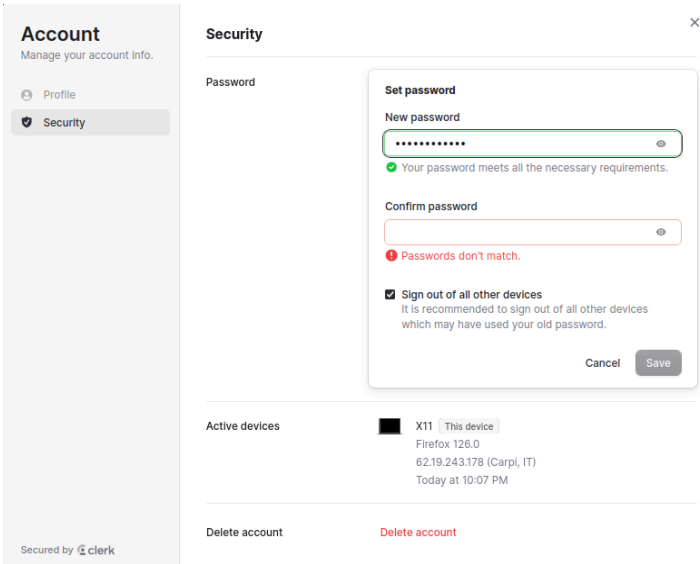 Account
Manage your account info.
Profile
Security
Secured by clerk
Security
Password
Set password
New password
••••••••••••
Your password meets all the necessary requirements.
Confirm password
Passwords don't match.
Sign out of all other devices
It is recommended to sign out of all other devices
which may have used your old password.
Cancel Save
Active devices
X11 This device
Firefox 126.0
62.19.243.178 (Carpi, IT)
Today at 10:07 PM
Delete account Delete account